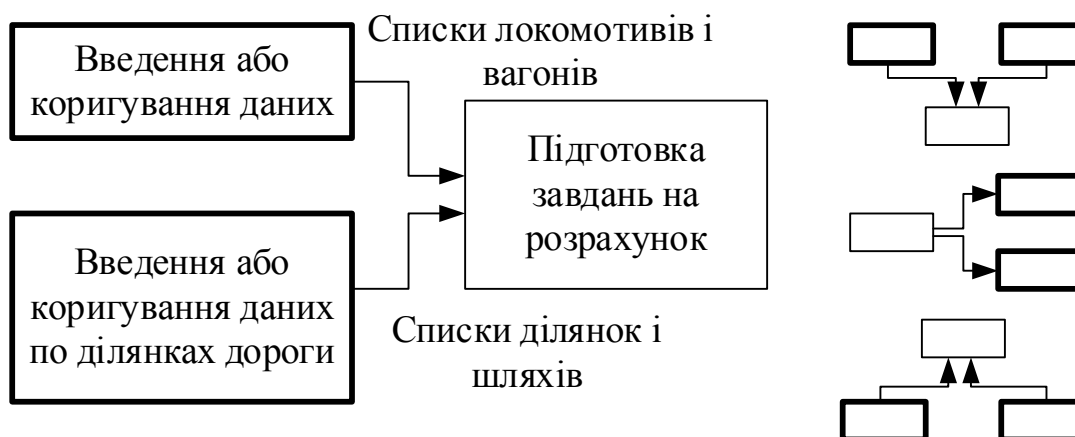 Введення або
коригування даних
Списки локомотивів і
вагонів
Підготовка
завдань на
розрахунок
Введення або
коригування даних
по ділянках дороги
Списки ділянок і
шляхів